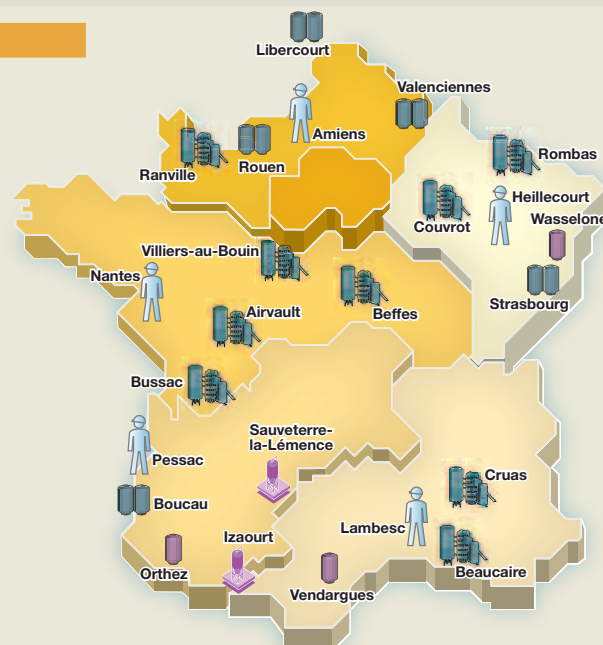 Libercourt
Valenciennes
Amiens
Rouen
Ranville
Rombas
Heillecourt
Wasselone
Couvrot
Strasbourg
Villiers-au-Bouin
Nantes
Airvault
Beffes
Bussac
Sauveterre-
la-Lémence
Pessac
Cruas
Boucau
Lambesc
Izaourt
Orthez
Beaucaire
Vendargues